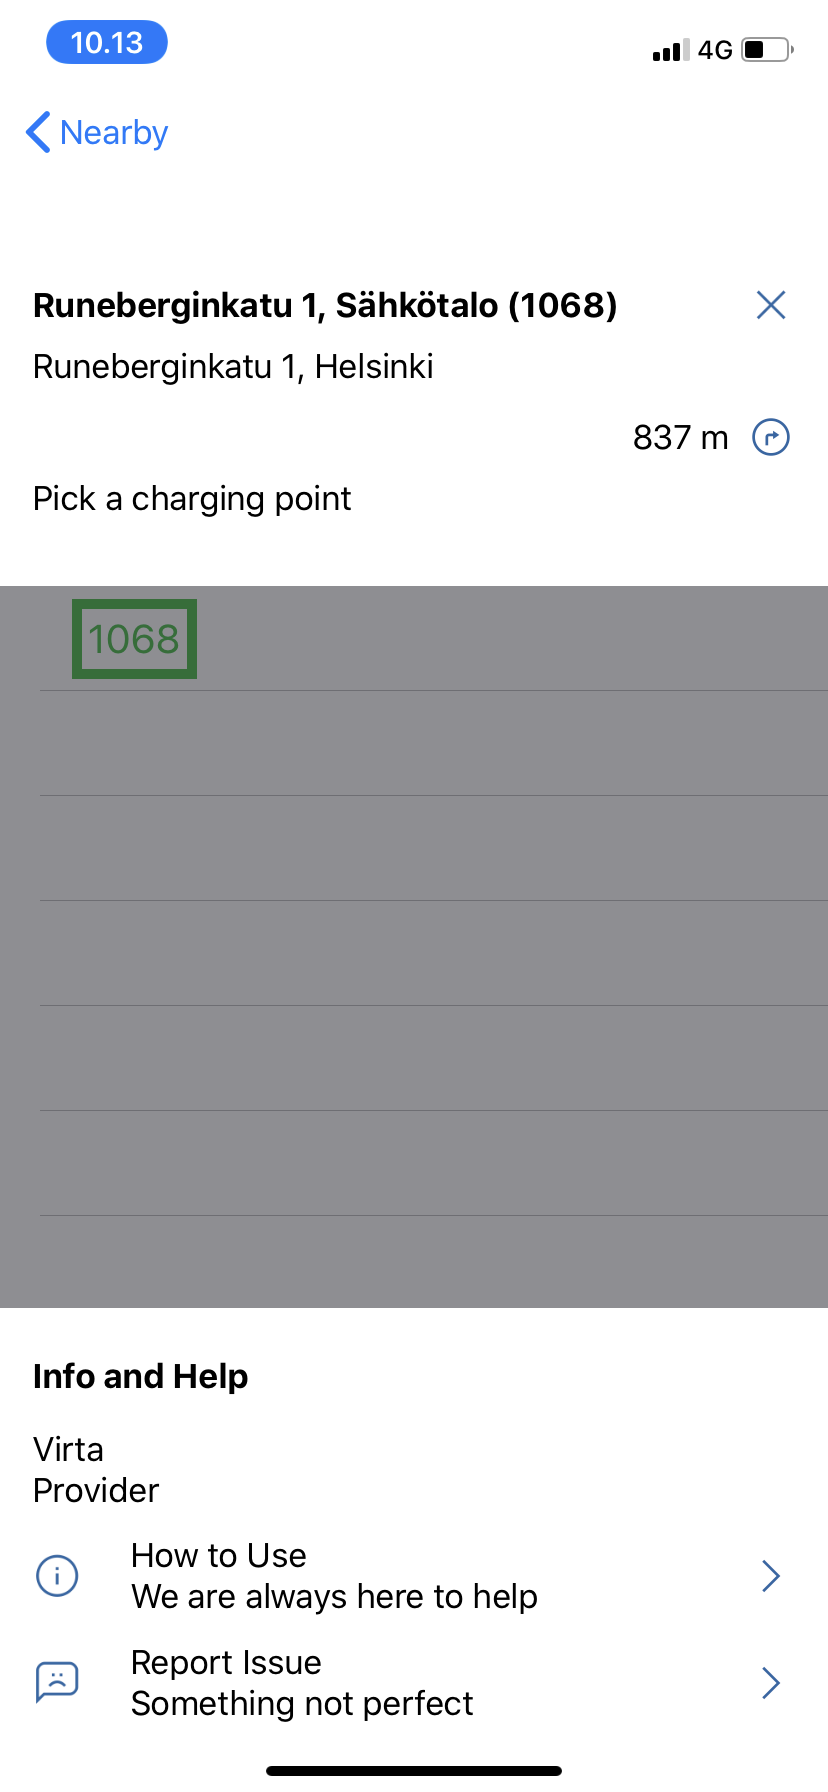 10.13
4G
Nearby
Runeberginkatu 1, Sähkötalo (1068)
Runeberginkatu 1, Helsinki
837 m
Pick a charging point
1068
Info and Help
Virta
Provider
How to Use
We are always here to help
Report Issue
Something not perfect